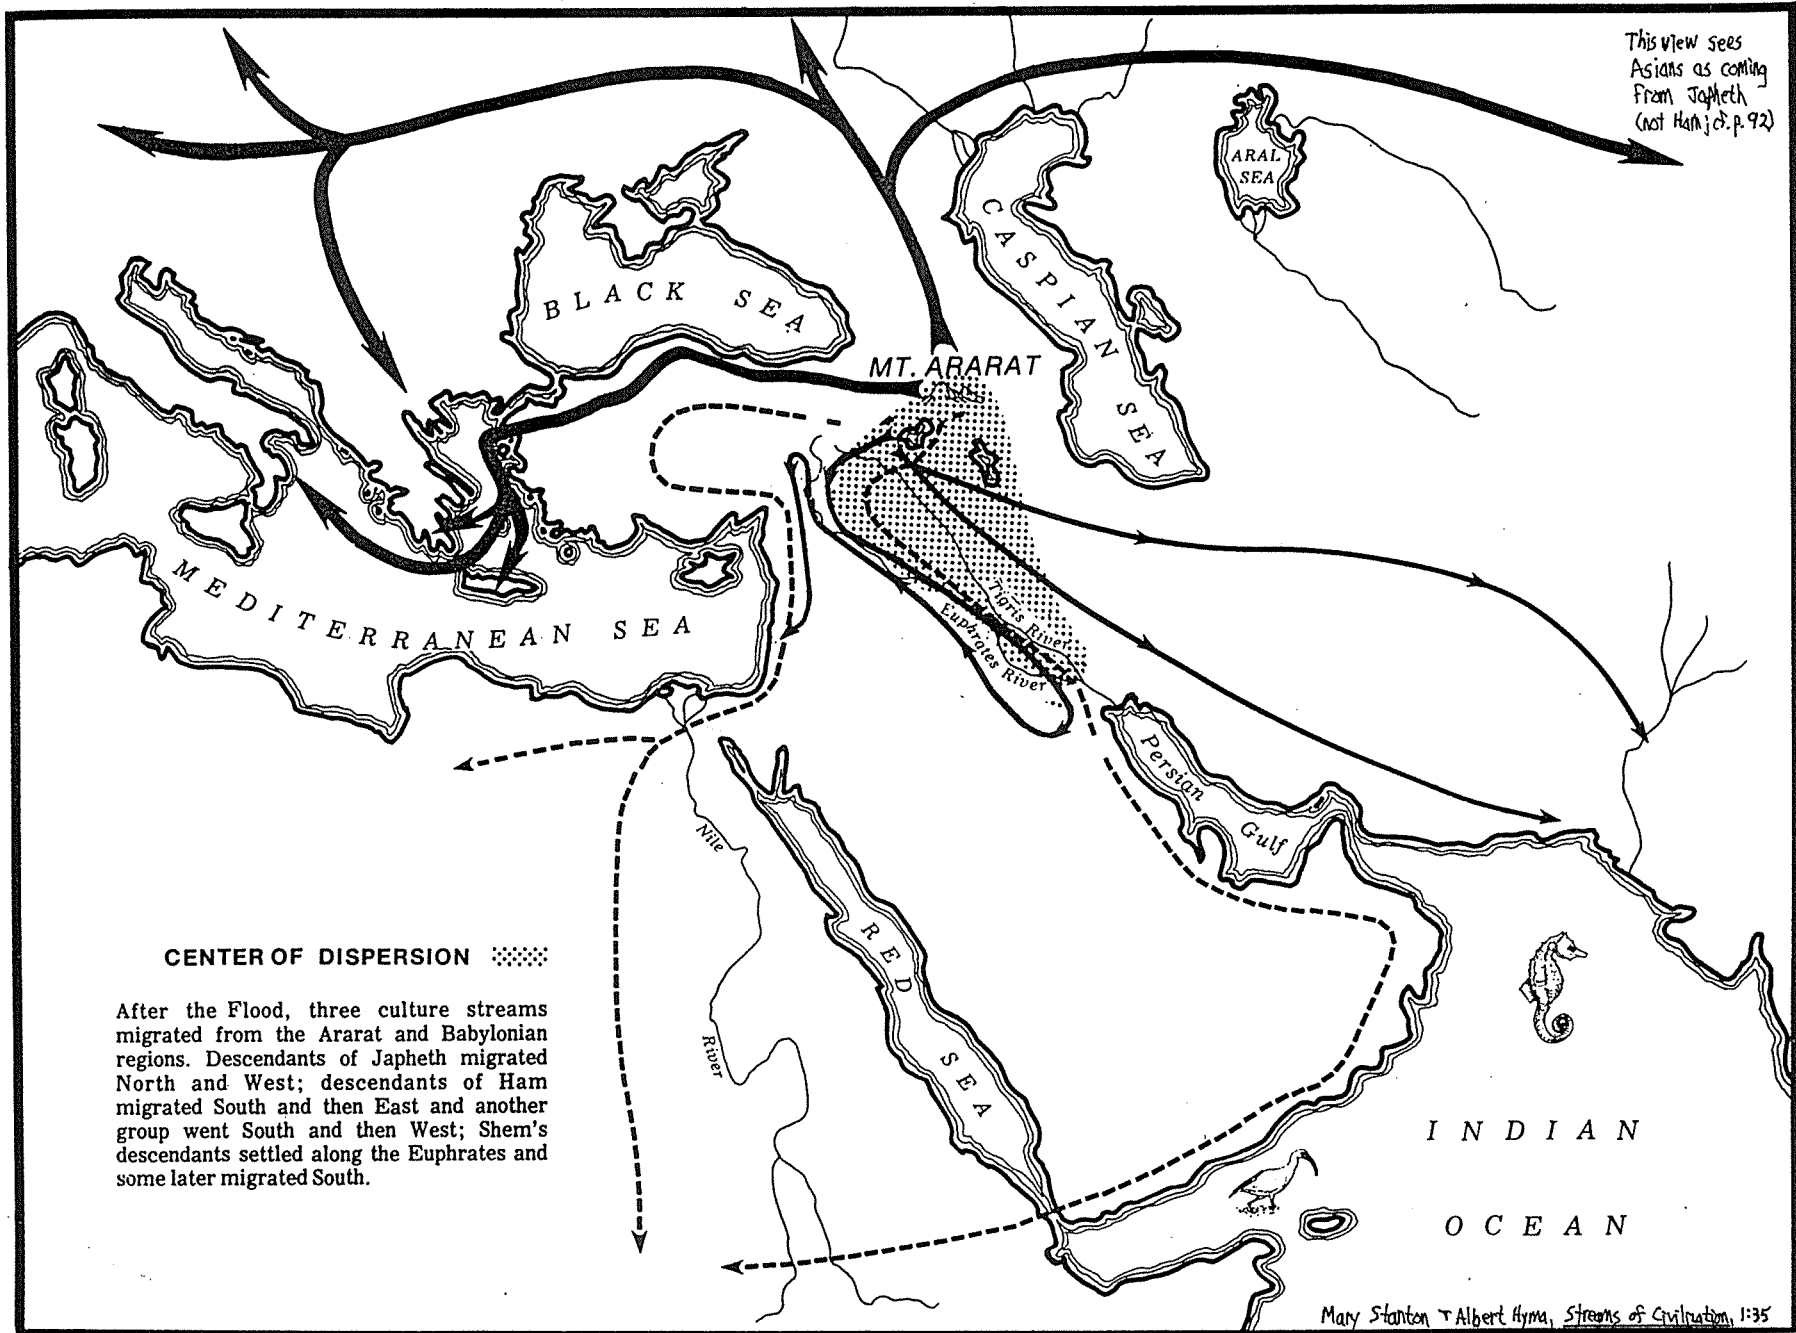 This view sees
Asians as coming
from Japheth
(not Ham; cf. p. 92)
ARAL
SEA
CASPIAN SEA
BLACK SEA
MT. ARARAT
MEDITERRANEAN SEA
Tigris River
Euphrates River
Persian
Gulf
Nile
River
RED SEA
CENTER OF DISPERSION
After the Flood, three culture streams
migrated from the Ararat and Babylonian
regions. Descendants of Japheth migrated
North and West; descendants of Ham
migrated South and then East and another
group went South and then West; Shem's
descendants settled along the Euphrates and
some later migrated South.
INDIAN
OCEAN
Mary Stanton + Albert Hyma, Streams of Civilization, 1:35